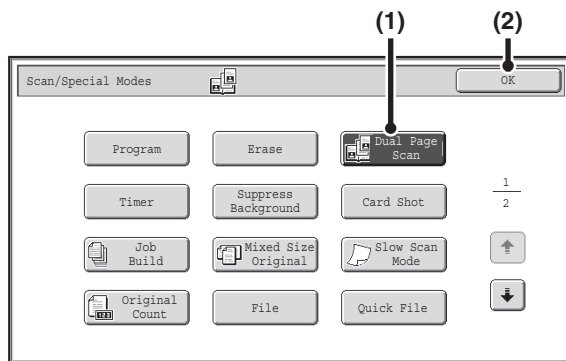 (1) (2)
Scan/Special Modes OK
Program Erase Dual Page
Scan
Timer Suppress
Background Card Shot 1
2
Job
Build Mixed Size
Original Slow Scan
Mode
Original
Count File Quick File
123